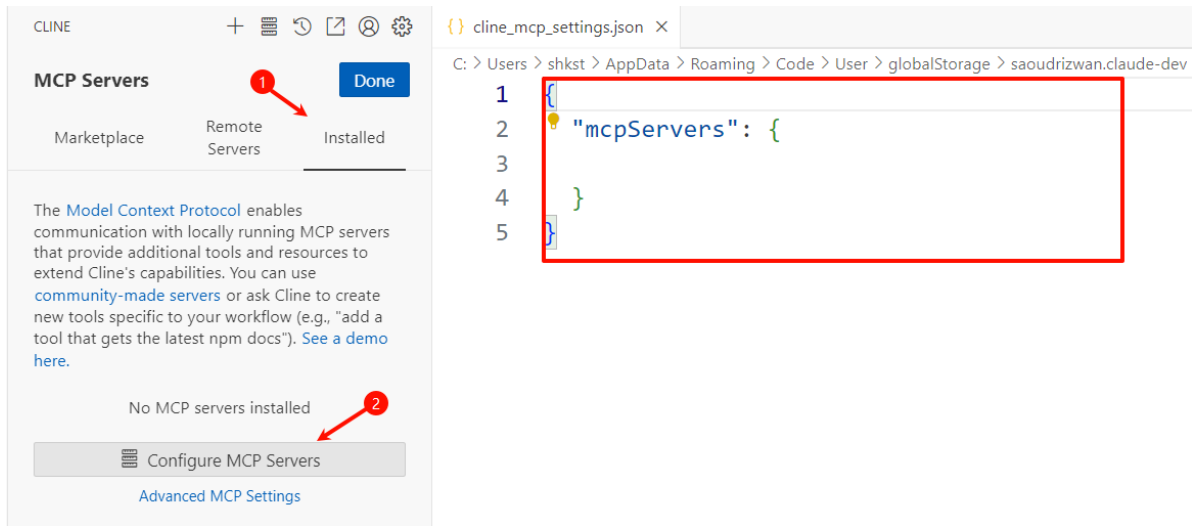 CLINE
MCP Servers
1
Done
Marketplace
Remote
Servers
Installed
The Model Context Protocol enables
communication with locally running MCP servers
that provide additional tools and resources to
extend Cline's capabilities. You can use
community-made servers or ask Cline to create
new tools specific to your workflow (e.g., "add a
tool that gets the latest npm docs"). See a demo
here.
No MCP servers installed
2
Configure MCP Servers
Advanced MCP Settings
{ } cline_mcp_settings.json ×
C: > Users > shkst > AppData > Roaming > Code > User > globalStorage > saoudrizwan.claude-dev
1 {
2 "mcpServers": {
3
4 }
5 }